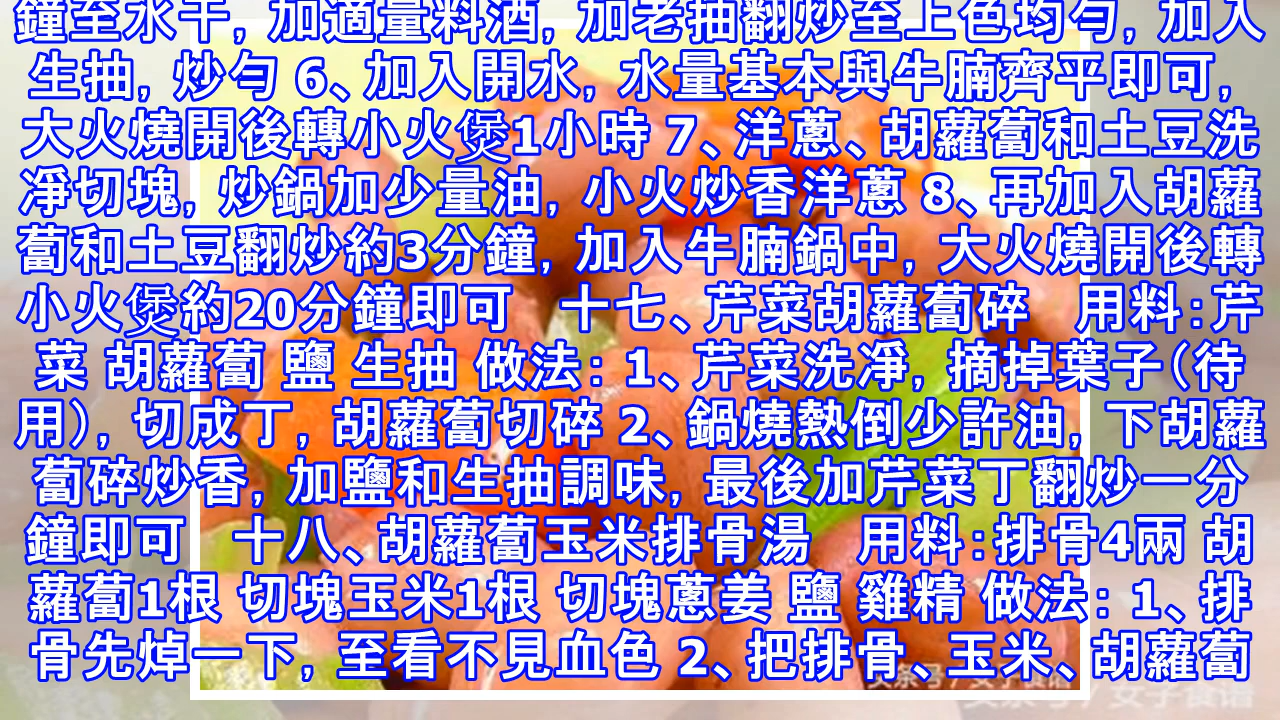 鐘至水干, 加適量料酒, 加老抽翻炒至上色均勻, 加入
生抽, 炒勻 6、加入開水, 水量基本與牛腩齊平即可,
大火燒開後轉小火煲1小時 7、洋蔥、胡蘿蔔和土豆洗
凈切塊, 炒鍋加少量油, 小火炒香洋蔥 8、再加入胡蘿
蔔和土豆翻炒約3分鐘, 加入牛腩鍋中, 大火燒開後轉
小火煲約20分鐘即可 十七、芹菜胡蘿蔔碎 用料:芹
菜 胡蘿蔔 鹽 生抽 做法: 1、芹菜洗凈, 摘掉葉子(待
用), 切成丁, 胡蘿蔔切碎 2、鍋燒熱倒少許油, 下胡蘿
蔔碎炒香, 加鹽和生抽調味, 最後加芹菜丁翻炒一分
鐘即可 十八、胡蘿蔔玉米排骨湯 用料:排骨4兩 胡
蘿蔔1根 切塊玉米1根 切塊蔥姜 鹽 雞精 做法: 1、排
骨先焯一下, 至看不見血色 2、把排骨、玉米、胡蘿蔔